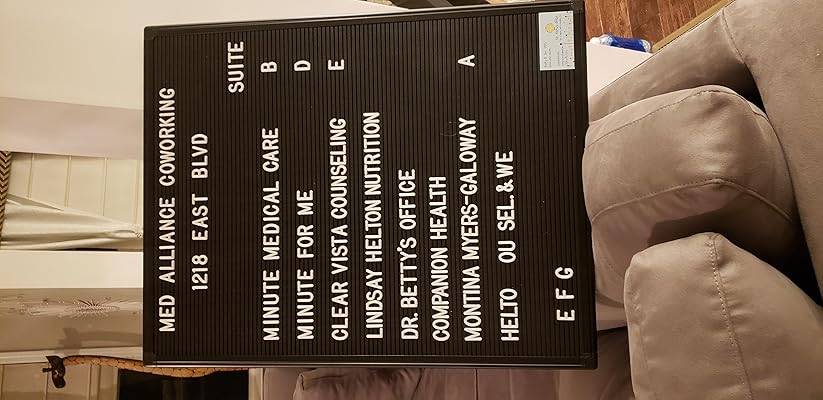 MED ALLIANCE COWORKING
1218 EAST BLVD
SUITE
MINUTE MEDICAL CARE B
MINUTE FOR ME D
CLEAR VISTA COUNSELING E
LINDSAY HELTON NUTRITION
DR. BETTY'S OFFICE
COMPANION HEALTH
MONTINA MYERS-GALOWAY A
HELTO OU SEL.&WE
E F G